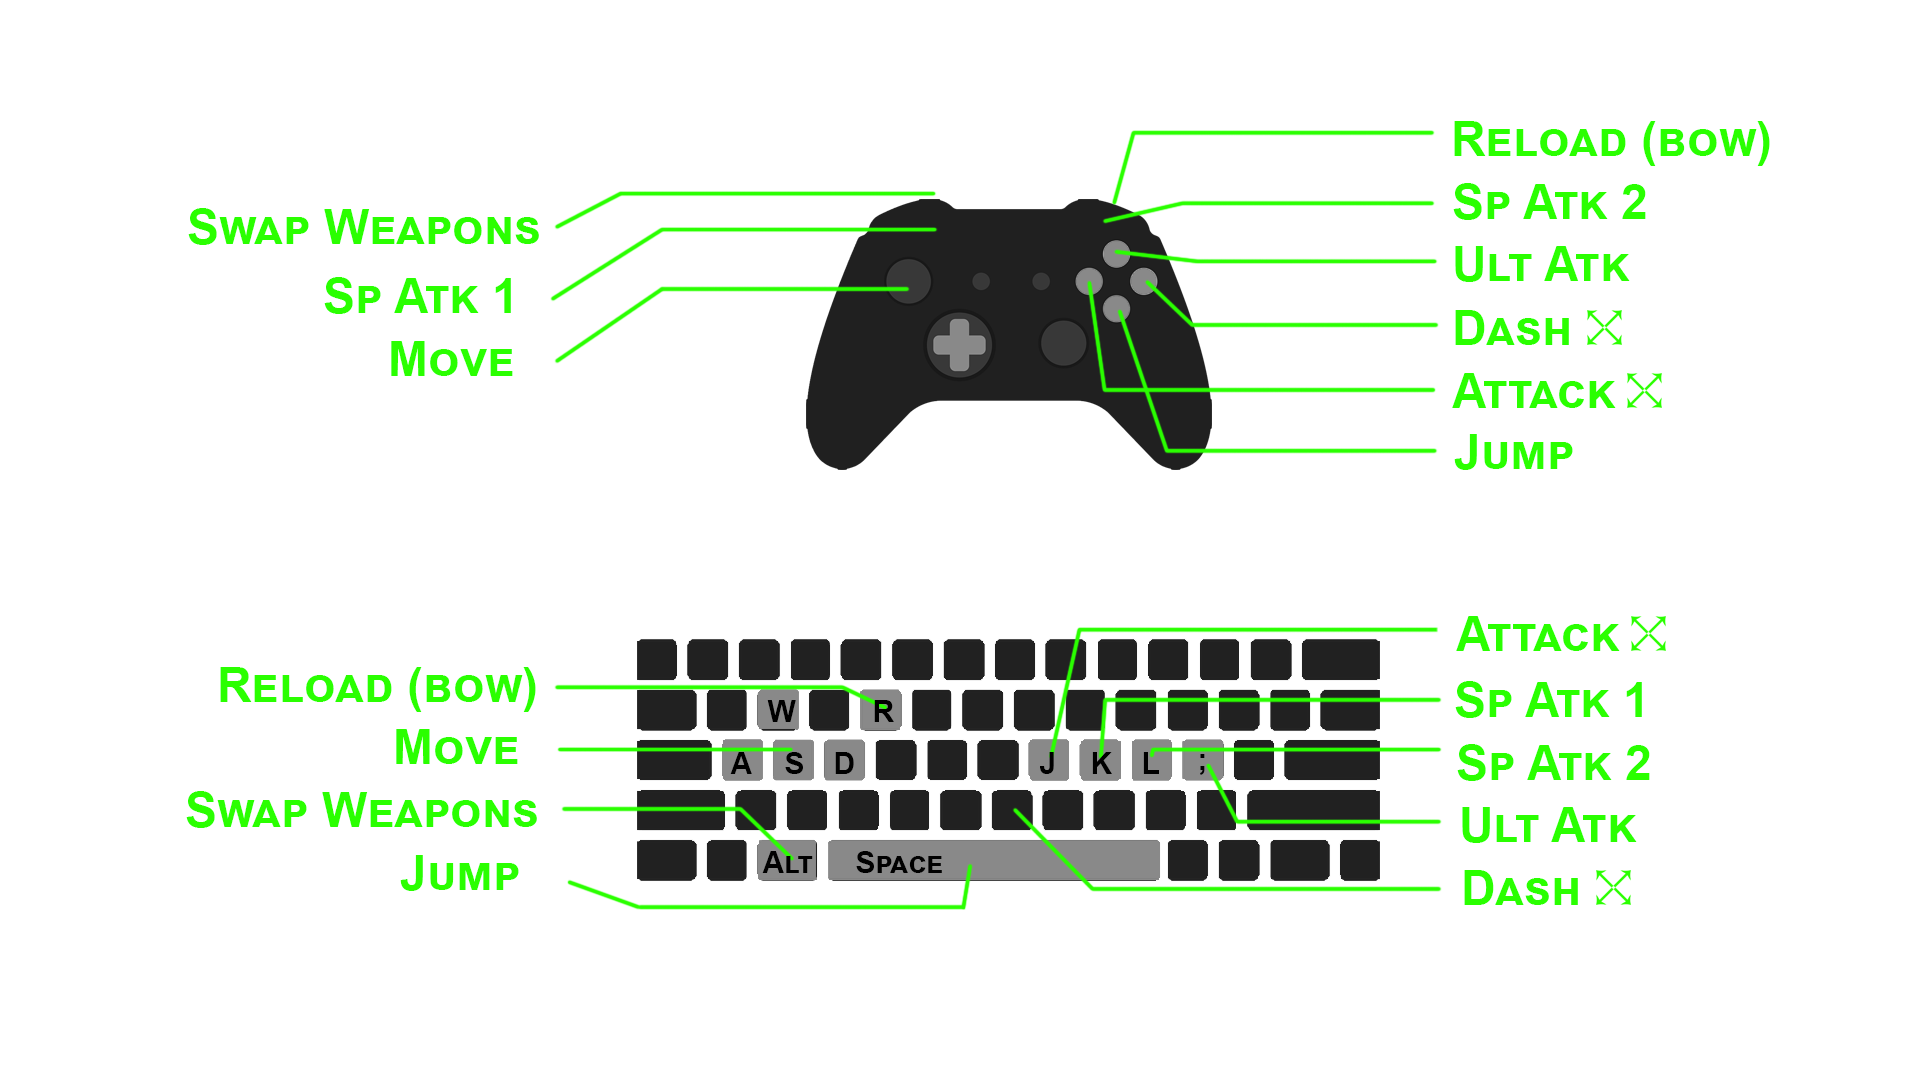 Swap Weapons
Sp Atk 1
Move
Reload (bow)
Sp Atk 2
Ult Atk
Dash
Attack
Jump
Reload (bow)
Move
Swap Weapons
Jump
W R
A S D J K L ;
Alt Space
Attack
Sp Atk 1
Sp Atk 2
Ult Atk
Dash